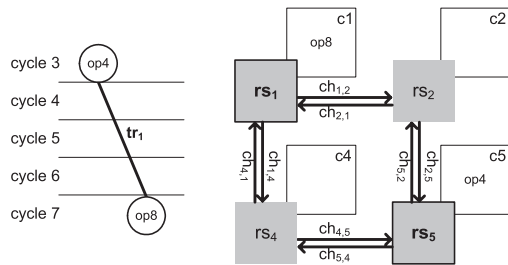 cycle 3
op4
cycle 4
cycle 5
tr1
cycle 6
cycle 7
op8
c1
op8
c2
rs1
ch1,2
ch2,1
rs2
ch4,1
ch1,4
c4
ch5,2
ch2,5
c5
op4
rs4
ch4,5
ch5,4
rs5